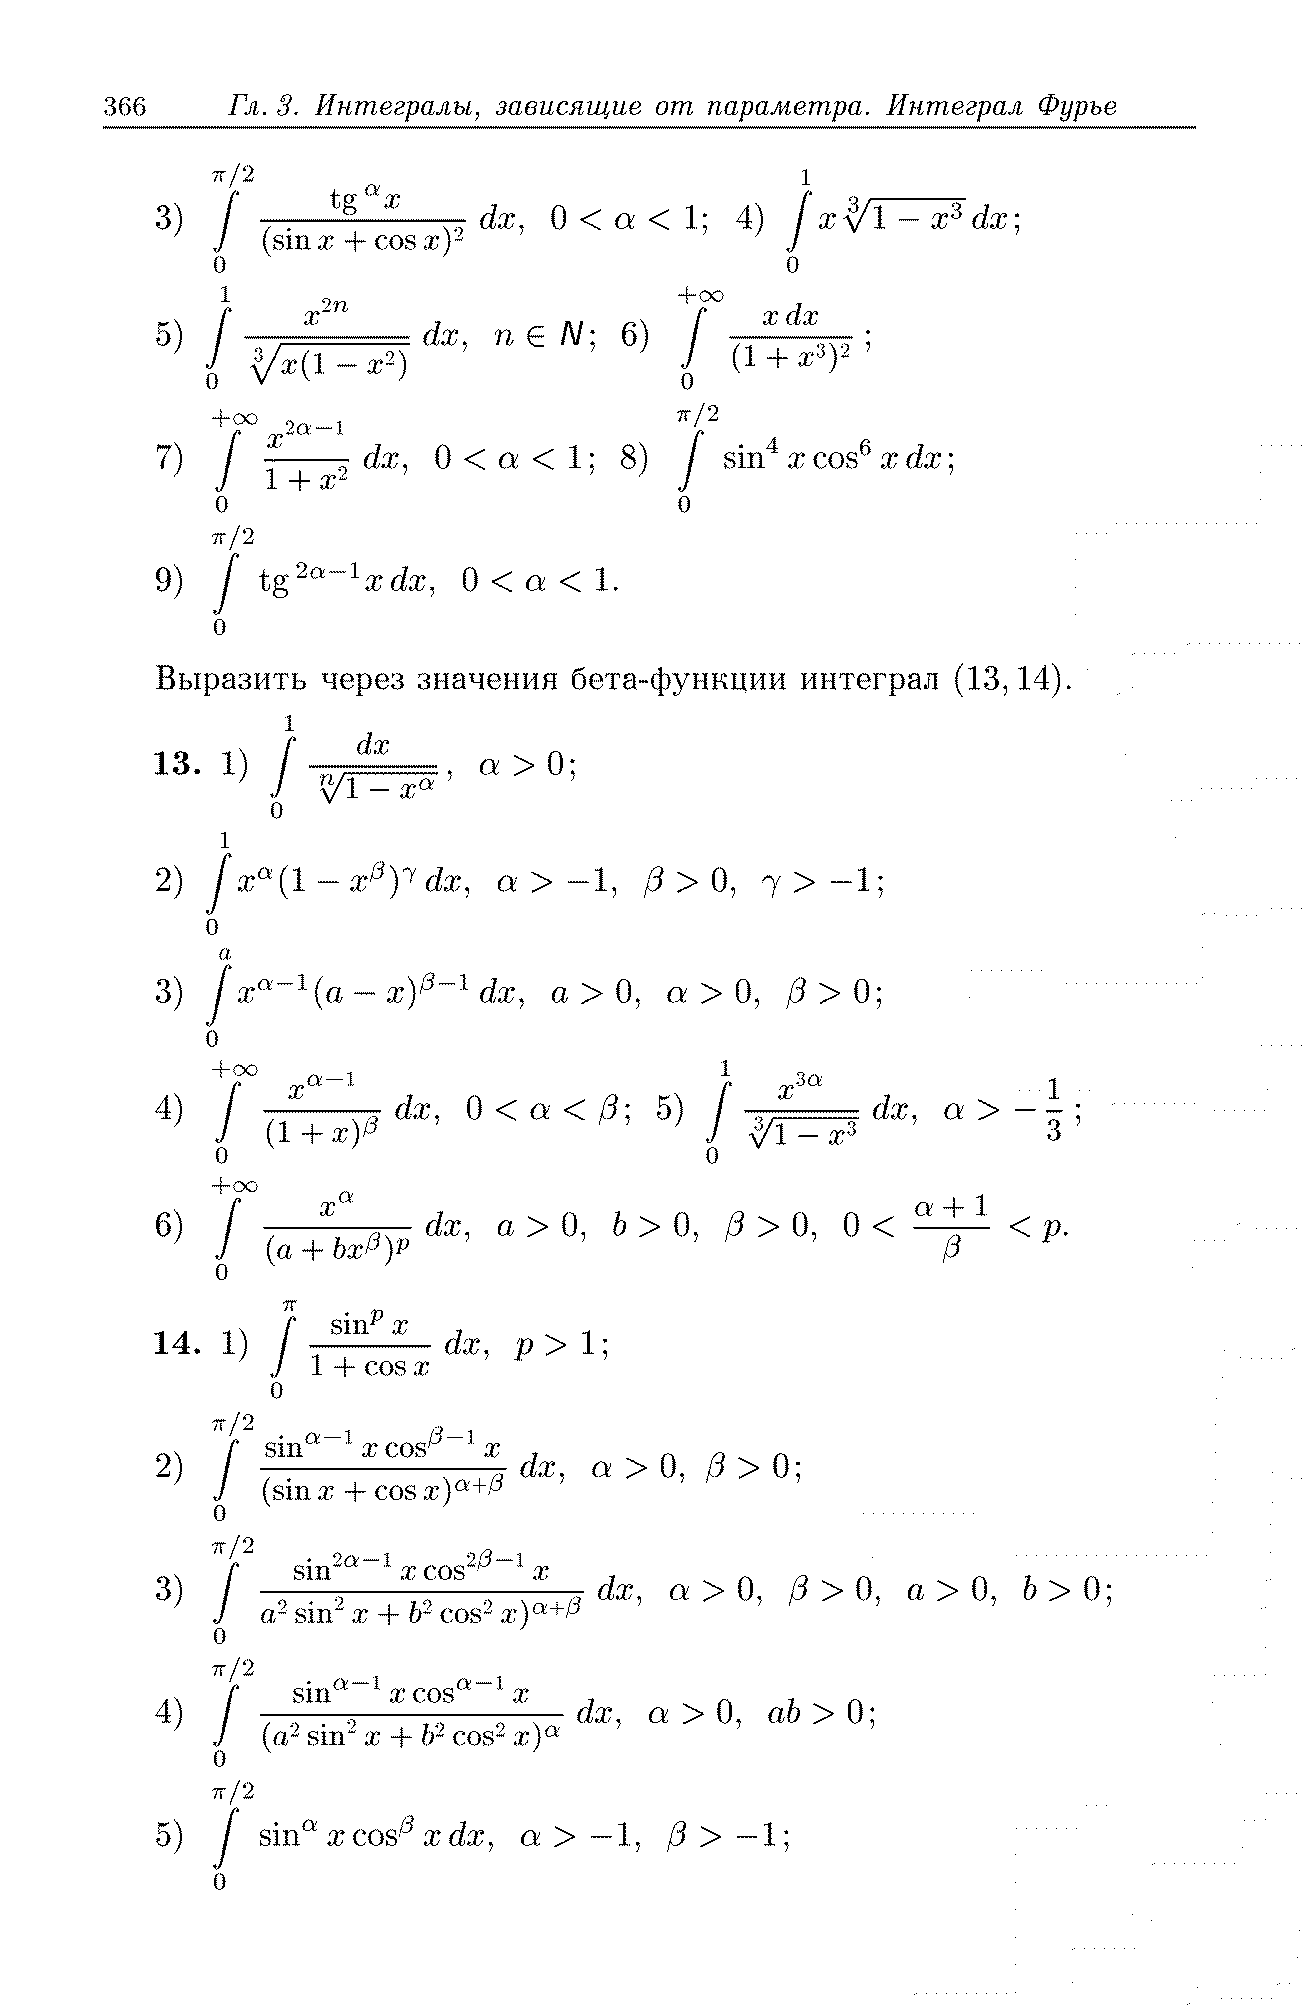 366 Гл. 3. Интегралы, зависящие от параметра. Интеграл Фурье
3) $\int\limits_0^{\pi/2} \frac{\operatorname{tg}^{\alpha} x}{(\sin x + \cos x)^2} dx$, $0 < \alpha < 1$; 4) $\int\limits_0^1 x\sqrt[3]{1 - x^3}\, dx$;
5) $\int\limits_0^1 \frac{x^{2n}}{\sqrt[3]{x(1 - x^2)}} dx$, $n \in N$; 6) $\int\limits_0^{+\infty} \frac{x\, dx}{(1 + x^3)^2}$;
7) $\int\limits_0^{+\infty} \frac{x^{2\alpha-1}}{1 + x^2} dx$, $0 < \alpha < 1$; 8) $\int\limits_0^{\pi/2} \sin^4 x \cos^6 x\, dx$;
9) $\int\limits_0^{\pi/2} \operatorname{tg}^{2\alpha-1} x\, dx$, $0 < \alpha < 1$.
Выразить через значения бета-функции интеграл (13, 14).
13. 1) $\int\limits_0^1 \frac{dx}{\sqrt[n]{1 - x^{\alpha}}}$, $\alpha > 0$;
2) $\int\limits_0^1 x^{\alpha}(1 - x^{\beta})^{\gamma}\, dx$, $\alpha > -1$, $\beta > 0$, $\gamma > -1$;
3) $\int\limits_0^a x^{\alpha-1}(a - x)^{\beta-1}\, dx$, $a > 0$, $\alpha > 0$, $\beta > 0$;
4) $\int\limits_0^{+\infty} \frac{x^{\alpha-1}}{(1 + x)^{\beta}} dx$, $0 < \alpha < \beta$; 5) $\int\limits_0^1 \frac{x^{3\alpha}}{\sqrt[3]{1 - x^3}} dx$, $\alpha > -\frac{1}{3}$;
6) $\int\limits_0^{+\infty} \frac{x^{\alpha}}{(a + bx^{\beta})^p} dx$, $a > 0$, $b > 0$, $\beta > 0$, $0 < \frac{\alpha + 1}{\beta} < p$.
14. 1) $\int\limits_0^{\pi} \frac{\sin^p x}{1 + \cos x} dx$, $p > 1$;
2) $\int\limits_0^{\pi/2} \frac{\sin^{\alpha-1} x \cos^{\beta-1} x}{(\sin x + \cos x)^{\alpha+\beta}} dx$, $\alpha > 0$, $\beta > 0$;
3) $\int\limits_0^{\pi/2} \frac{\sin^{2\alpha-1} x \cos^{2\beta-1} x}{a^2 \sin^2 x + b^2 \cos^2 x)^{\alpha+\beta}} dx$, $\alpha > 0$, $\beta > 0$, $a > 0$, $b > 0$;
4) $\int\limits_0^{\pi/2} \frac{\sin^{\alpha-1} x \cos^{\alpha-1} x}{(a^2 \sin^2 x + b^2 \cos^2 x)^{\alpha}} dx$, $\alpha > 0$, $ab > 0$;
5) $\int\limits_0^{\pi/2} \sin^{\alpha} x \cos^{\beta} x\, dx$, $\alpha > -1$, $\beta > -1$;